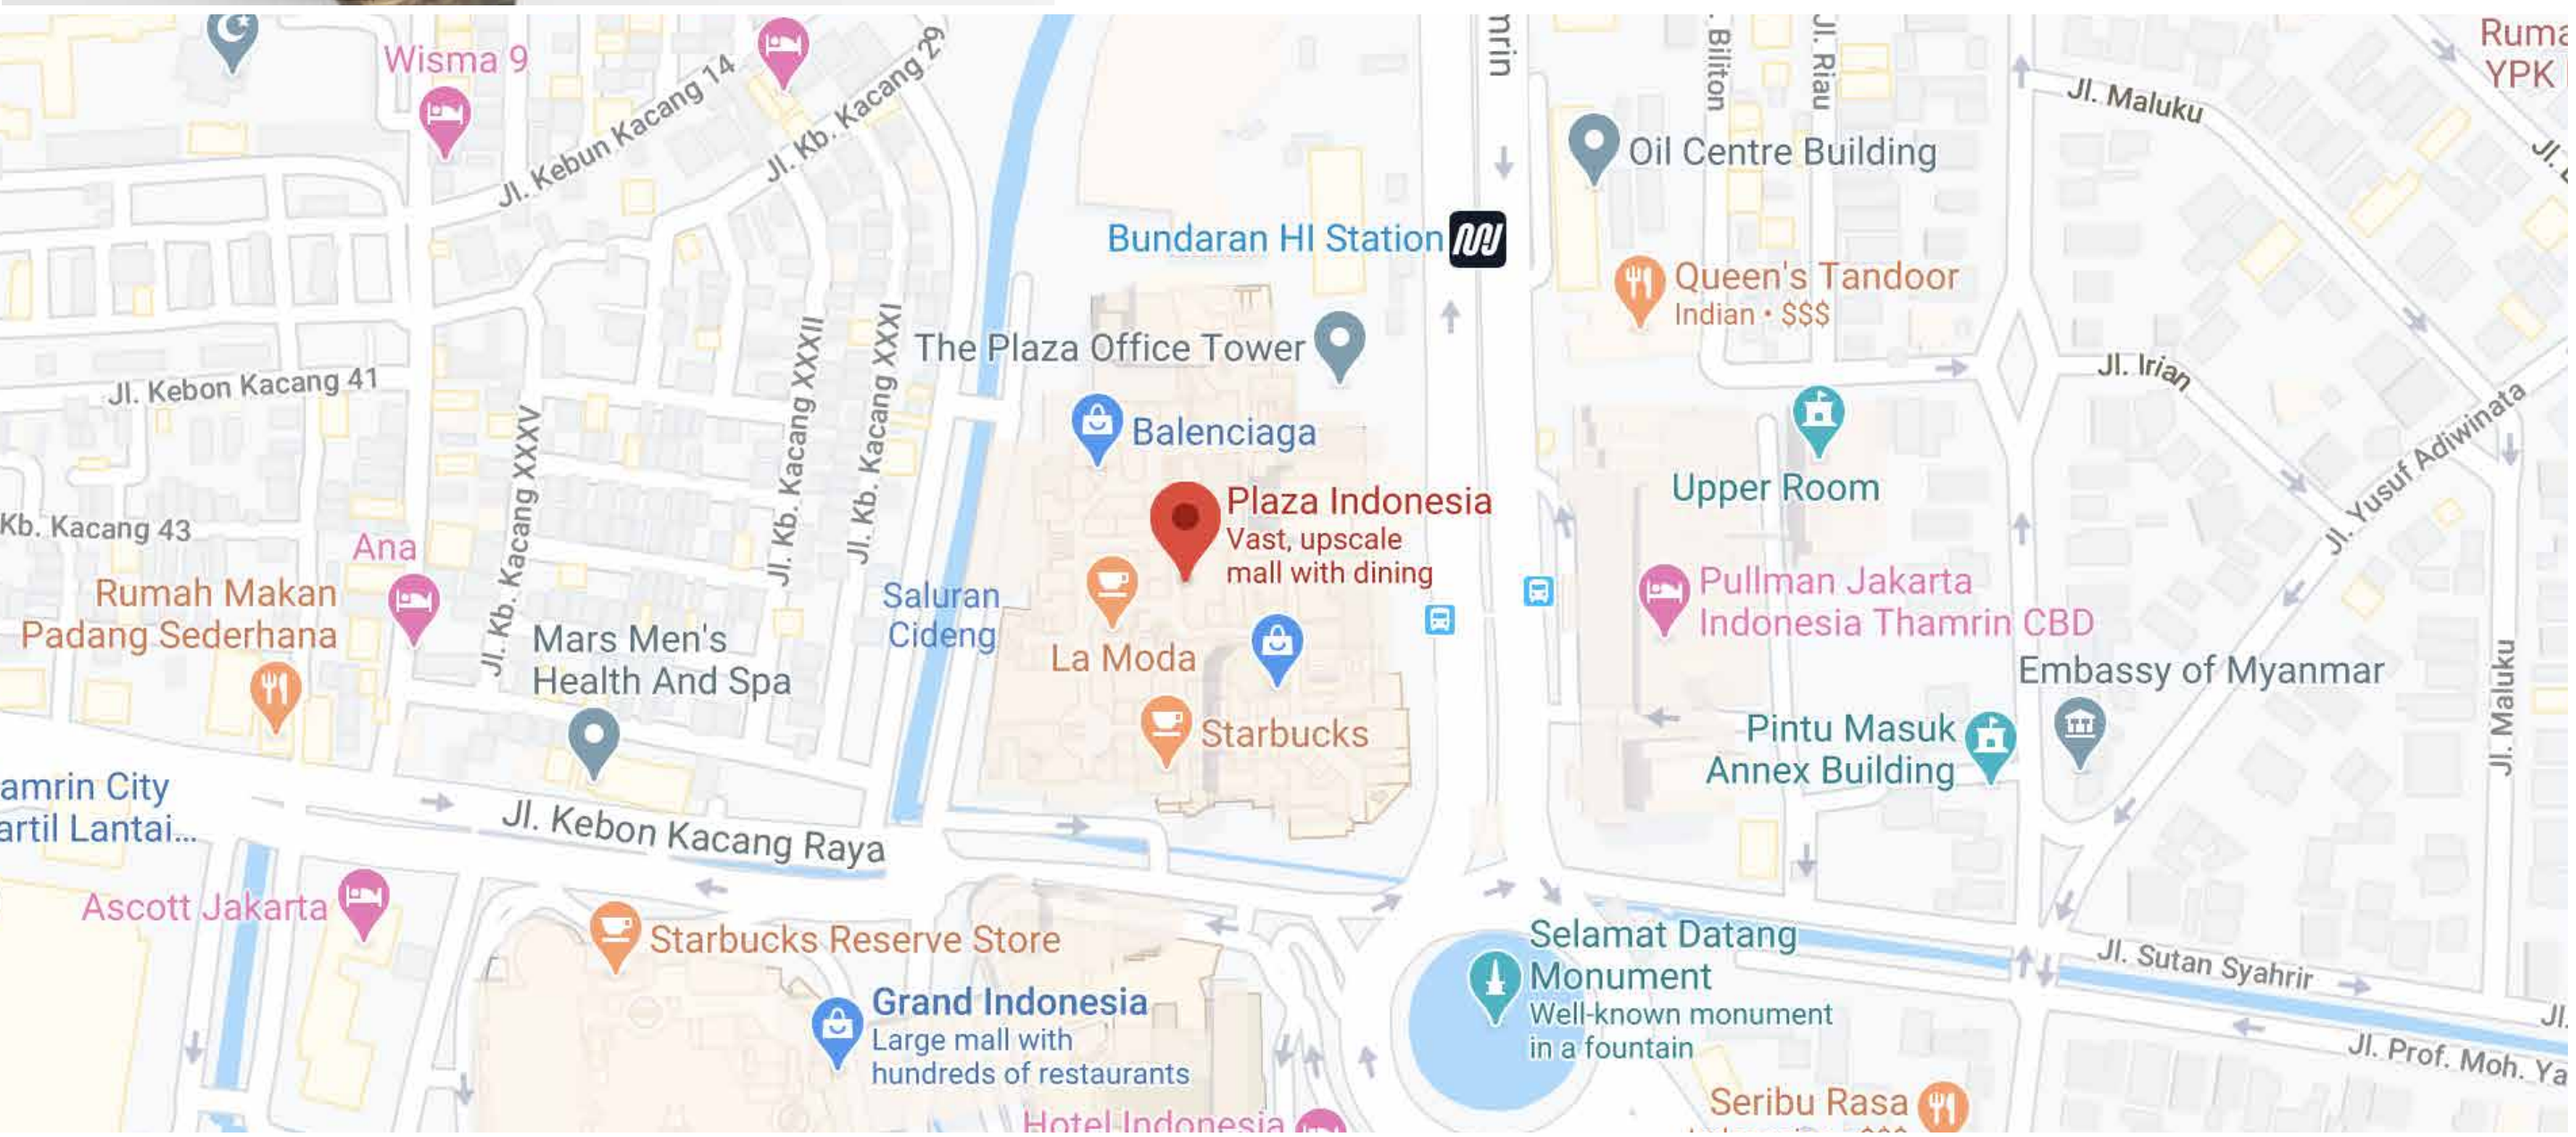 Wisma 9
Jl. Kebun Kacang 14
Jl. Kb. Kacang 29
mrin
. Biliton
Jl. Riau
Jl. Maluku
Ruma
YPK
Jl.
Oil Centre Building
Bundaran HI Station
Queen's Tandoor
Indian • $$$
The Plaza Office Tower
Jl. Kebon Kacang 41
Jl. Kb. Kacang XXXII
Jl. Kb. Kacang XXXI
Jl. Irian
Jl. Yusuf Adiwinata
Balenciaga
Jl. Kb. Kacang XXXV
Upper Room
Plaza Indonesia
Vast, upscale
mall with dining
Kb. Kacang 43
Ana
Rumah Makan
Padang Sederhana
Saluran
Cideng
Pullman Jakarta
Indonesia Thamrin CBD
Mars Men's
Health And Spa
La Moda
Embassy of Myanmar
Jl. Maluku
Starbucks
Pintu Masuk
Annex Building
amrin City
artil Lantai...
Jl. Kebon Kacang Raya
Ascott Jakarta
Starbucks Reserve Store
Selamat Datang
Monument
Well-known monument
in a fountain
Jl. Sutan Syahrir
Grand Indonesia
Large mall with
hundreds of restaurants
Jl.
Jl. Prof. Moh. Ya
Seribu Rasa
Hotel Indonesia